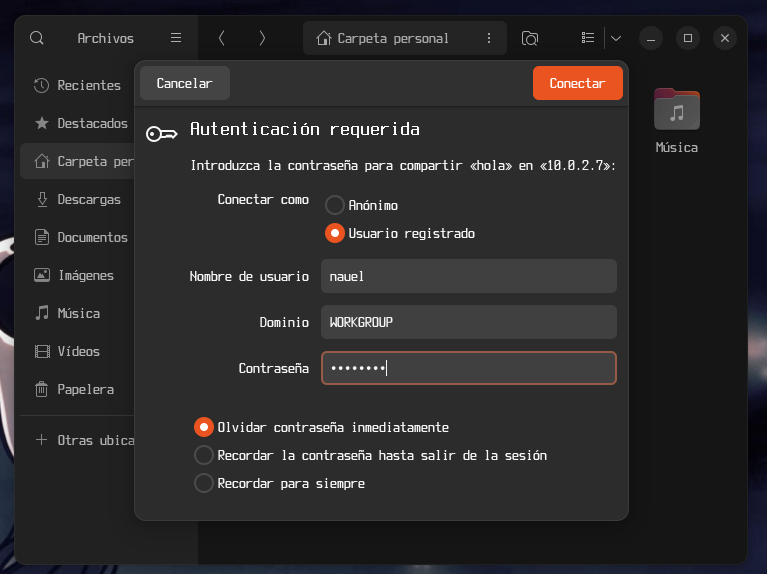 Archivos
Carpeta personal
Cancelar
Conectar
Recientes
Destacados
Carpeta per
Descargas
Documentos
Imágenes
Música
Vídeos
Papelera
Otras ubica
Autenticación requerida
Introduzca la contraseña para compartir «hola» en «10.0.2.7»:
Conectar como
Anónimo
Usuario registrado
Nombre de usuario nauel
Dominio WORKGROUP
Contraseña ••••••••
Olvidar contraseña inmediatamente
Recordar la contraseña hasta salir de la sesión
Recordar para siempre
Música